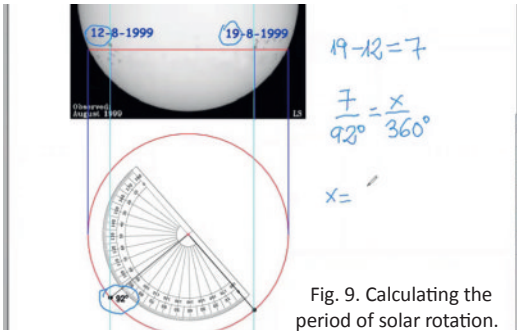 12-8-1999
19-8-1999
Observed:
August 1999
L3
19-12=7
7/92° = x/360°
x=
92°
Fig. 9. Calculating the
period of solar rotation.